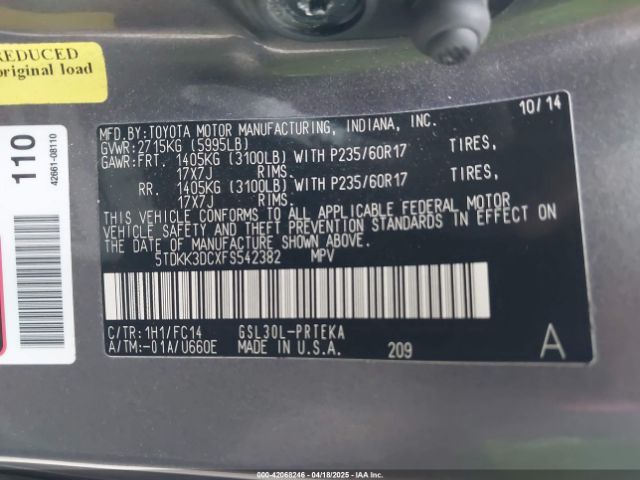 REDUCED
original load
110
42661-08110
MFD.BY:TOYOTA MOTOR MANUFACTURING, INDIANA, INC. 10/14
GVWR:2715KG (5995LB)
GAWR:FRT. 1405KG (3100LB) WITH P235/60R17 TIRES,
17X7J RIMS.
RR. 1405KG (3100LB) WITH P235/60R17 TIRES,
17X7J RIMS.
THIS VEHICLE CONFORMS TO ALL APPLICABLE FEDERAL MOTOR
VEHICLE SAFETY AND THEFT PREVENTION STANDARDS IN EFFECT ON
THE DATE OF MANUFACTURE SHOWN ABOVE.
5TDKK3DCXFS542382 MPV
C/TR:1H1/FC14 GSL30L-PRTEKA
A/TM:-01A/U660E MADE IN U.S.A. 209 A
000-42068246 - 04/18/2025 - IAA Inc.